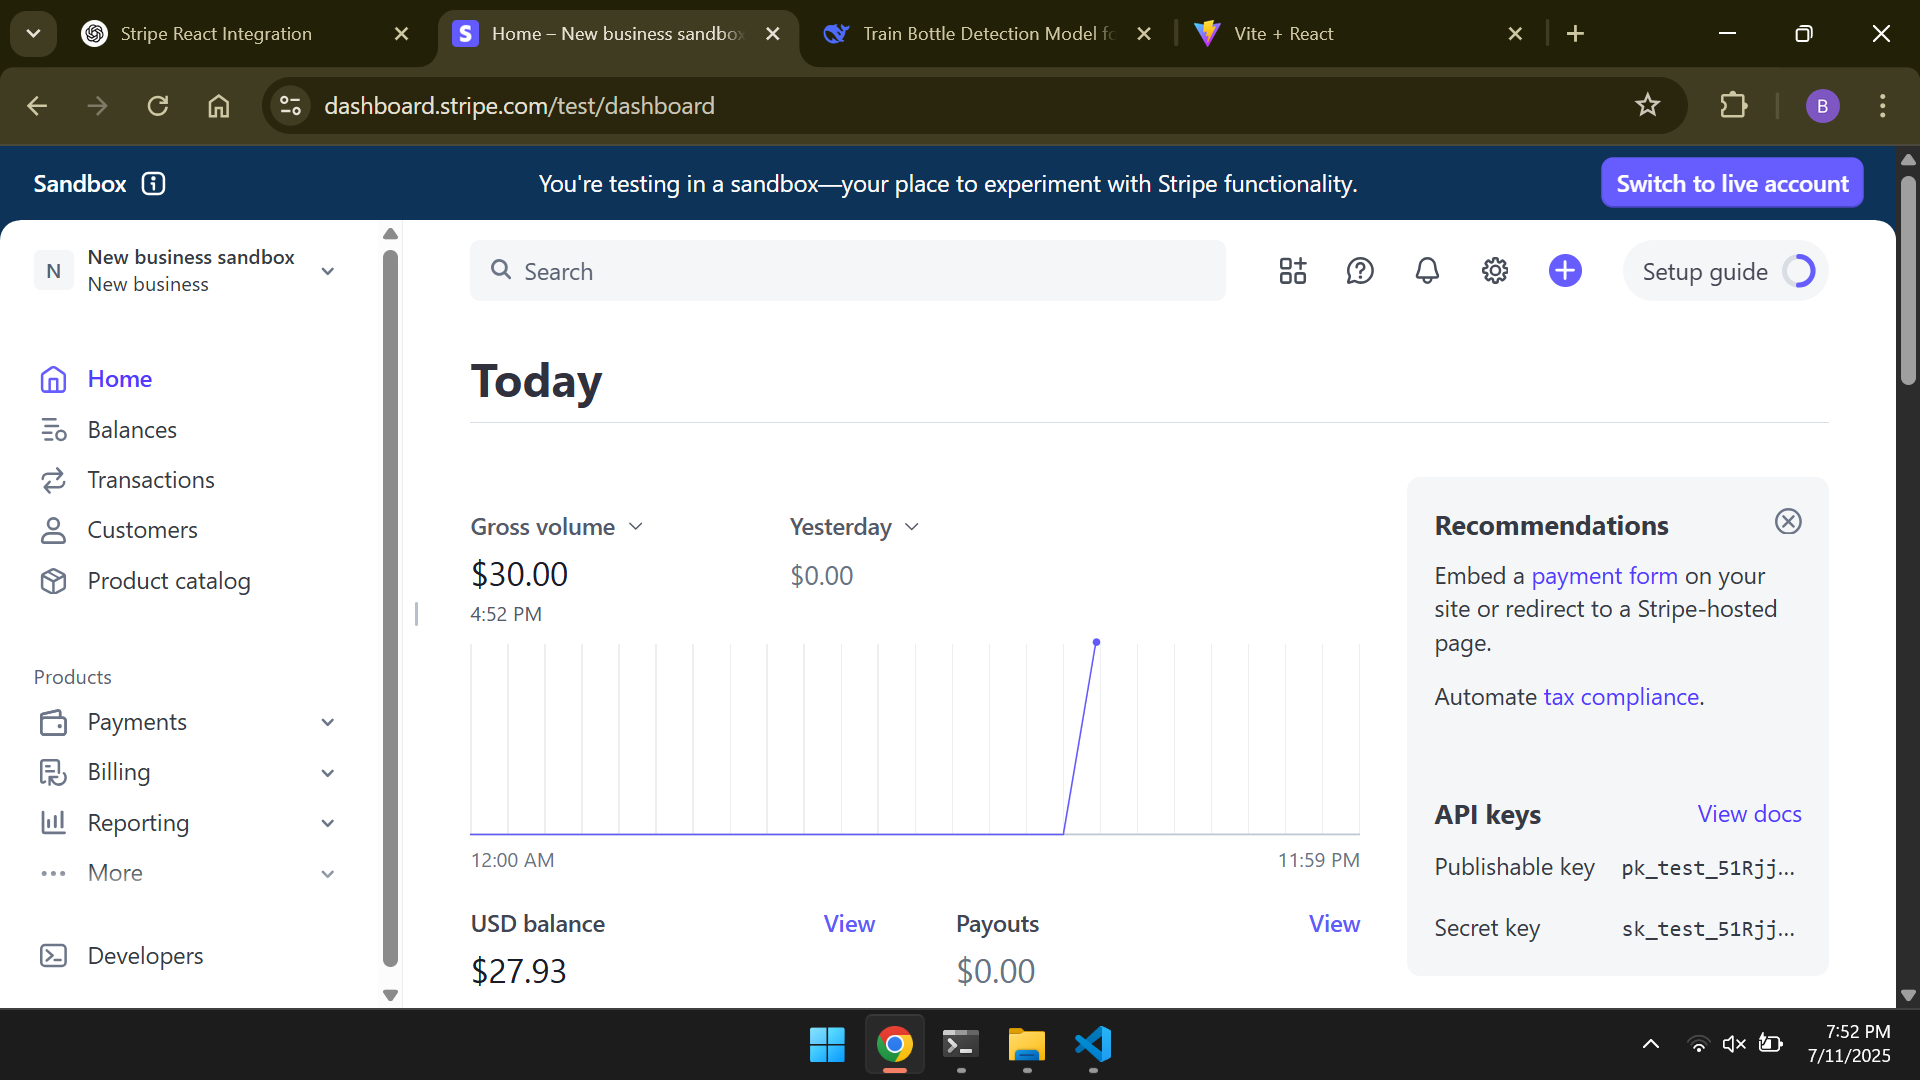 Stripe React Integration
Home – New business sandbox
Train Bottle Detection Model fo
Vite + React
dashboard.stripe.com/test/dashboard
B
Sandbox
You're testing in a sandbox—your place to experiment with Stripe functionality.
Switch to live account
N
New business sandbox
New business
Search
Setup guide
Home
Balances
Transactions
Customers
Product catalog
Products
Payments
Billing
Reporting
More
Developers
Today
Gross volume
$30.00
4:52 PM
Yesterday
$0.00
12:00 AM
11:59 PM
USD balance
View
$27.93
Payouts
View
$0.00
Recommendations
Embed a payment form on your
site or redirect to a Stripe-hosted
page.
Automate tax compliance.
API keys
View docs
Publishable key
pk_test_51Rjj…
Secret key
sk_test_51Rjj…
7:52 PM
7/11/2025